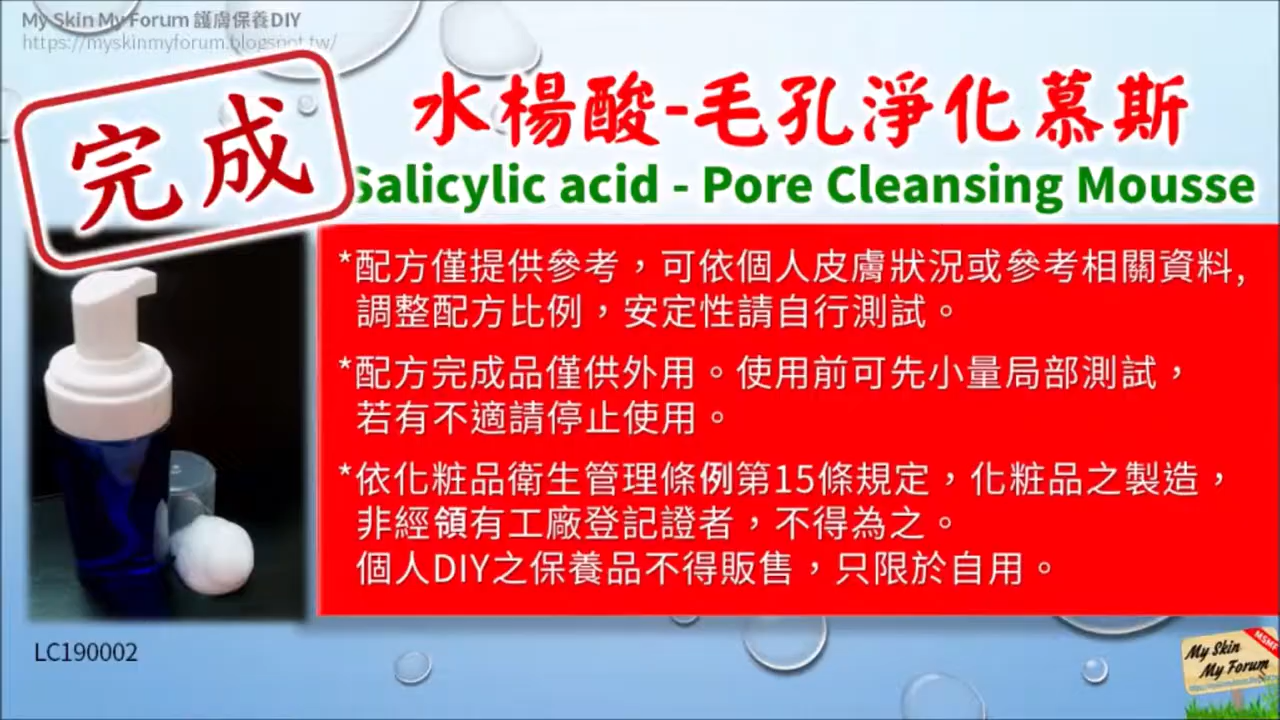 My Skin My Forum 護膚保養DIY
https://myskinmyforum.blogspot.tw/
完成
水楊酸-毛孔淨化慕斯
Salicylic acid - Pore Cleansing Mousse
*配方僅提供參考，可依個人皮膚狀況或參考相關資料,
調整配方比例，安定性請自行測試。
*配方完成品僅供外用。使用前可先小量局部測試，
若有不適請停止使用。
*依化粧品衛生管理條例第15條規定，化粧品之製造，
非經領有工廠登記證者，不得為之。
個人DIY之保養品不得販售，只限於自用。
LC190002
MSMF
My Skin
My Forum